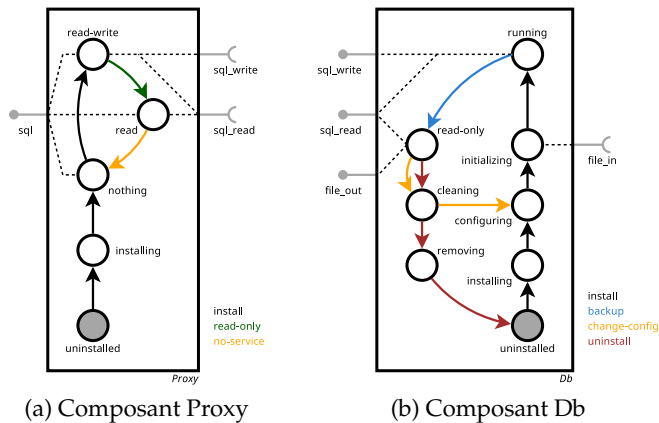 read-write
sql_write
sql
read
sql_read
nothing
installing
install
read-only
no-service
uninstalled
Proxy
(a) Composant Proxy
running
sql_write
sql_read
read-only
initializing
file_in
file_out
cleaning
configuring
removing
installing
install
backup
change-config
uninstall
uninstalled
Db
(b) Composant Db